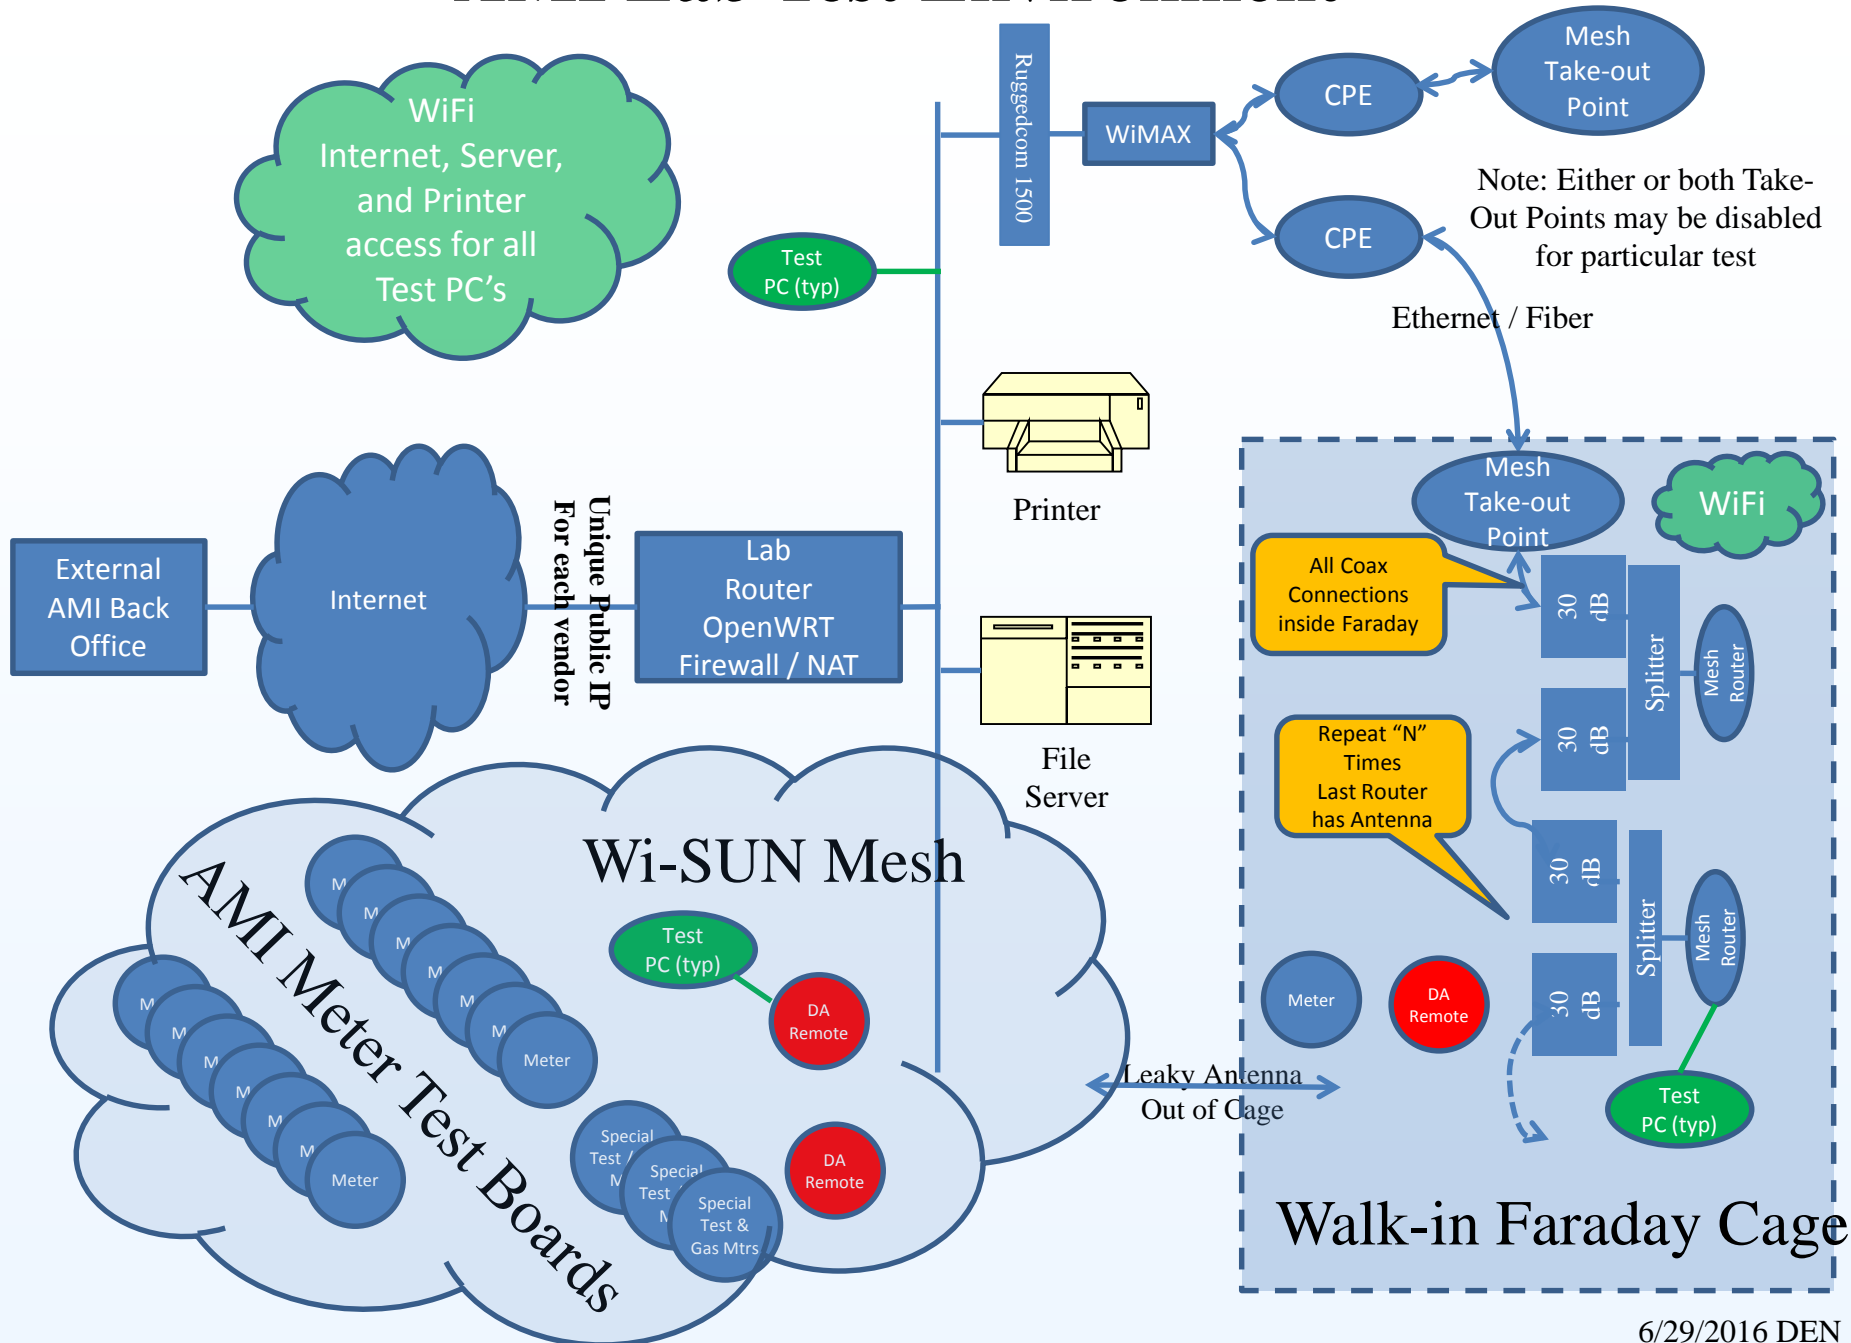 WiFi
Internet, Server,
and Printer
access for all
Test PC's
Ruggedcom 1500
WiMAX
CPE
Mesh
Take-out
Point
CPE
Note: Either or both Take-
Out Points may be disabled
for particular test
Ethernet / Fiber
Test
PC (typ)
Printer
External
AMI Back
Office
Internet
Unique Public IP
For each vendor
Lab
Router
OpenWRT
Firewall / NAT
File
Server
Wi-SUN Mesh
AMI Meter Test Boards
M
M
M
M
M
M
Meter
M
M
M
M
M
M
Meter
Test
PC (typ)
DA
Remote
DA
Remote
Special
Test /
M
Special
Test
M
Special
Test &
Gas Mtrs
Leaky Antenna
Out of Cage
Mesh
Take-out
Point
WiFi
All Coax
Connections
inside Faraday
30
dB
Splitter
Mesh
Router
30
dB
Repeat “N”
Times
Last Router
has Antenna
30
dB
Splitter
Mesh
Router
30
dB
Meter
DA
Remote
Test
PC (typ)
Walk-in Faraday Cage
6/29/2016 DEN